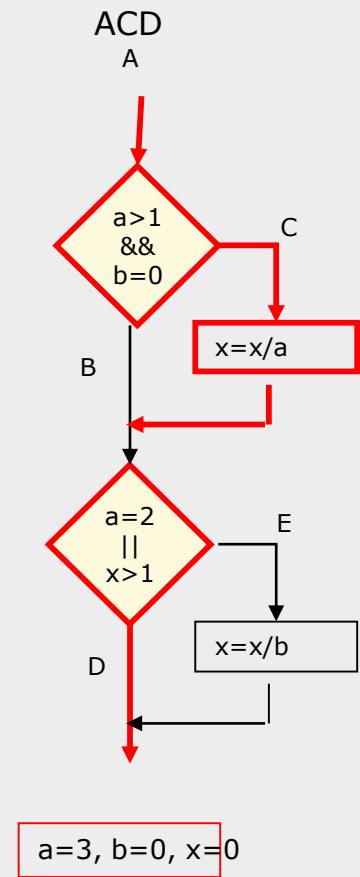 ACD
A
a>1
&&
b=0
C
x=x/a
B
a=2
||
x>1
E
x=x/b
D
a=3, b=0, x=0